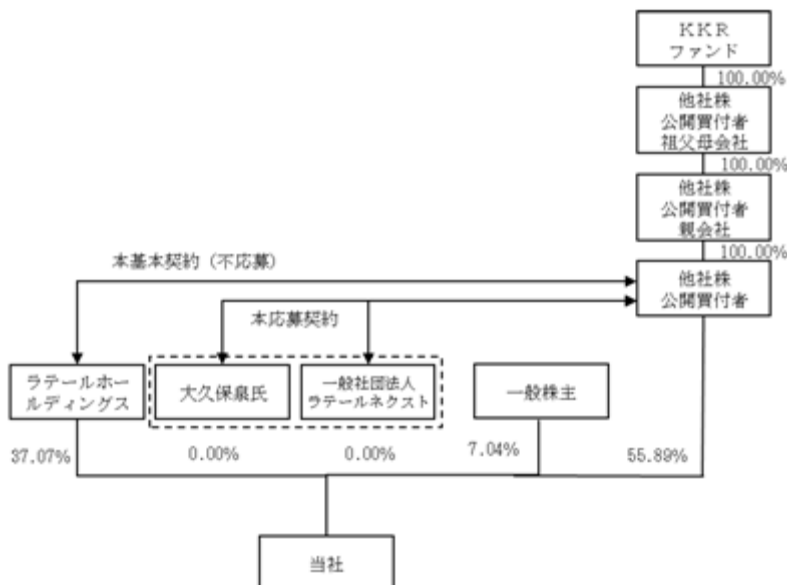 ＫＫＲ
ファンド
100.00%
他社株
公開買付者
祖父母会社
100.00%
他社株
公開買付者
親会社
100.00%
本基本契約（不応募）
他社株
公開買付者
本応募契約
ラテールホー
ルディングス
大久保泉氏
一般社団法人
ラテールネクスト
一般株主
37.07%
0.00%
0.00%
7.04%
55.89%
当社